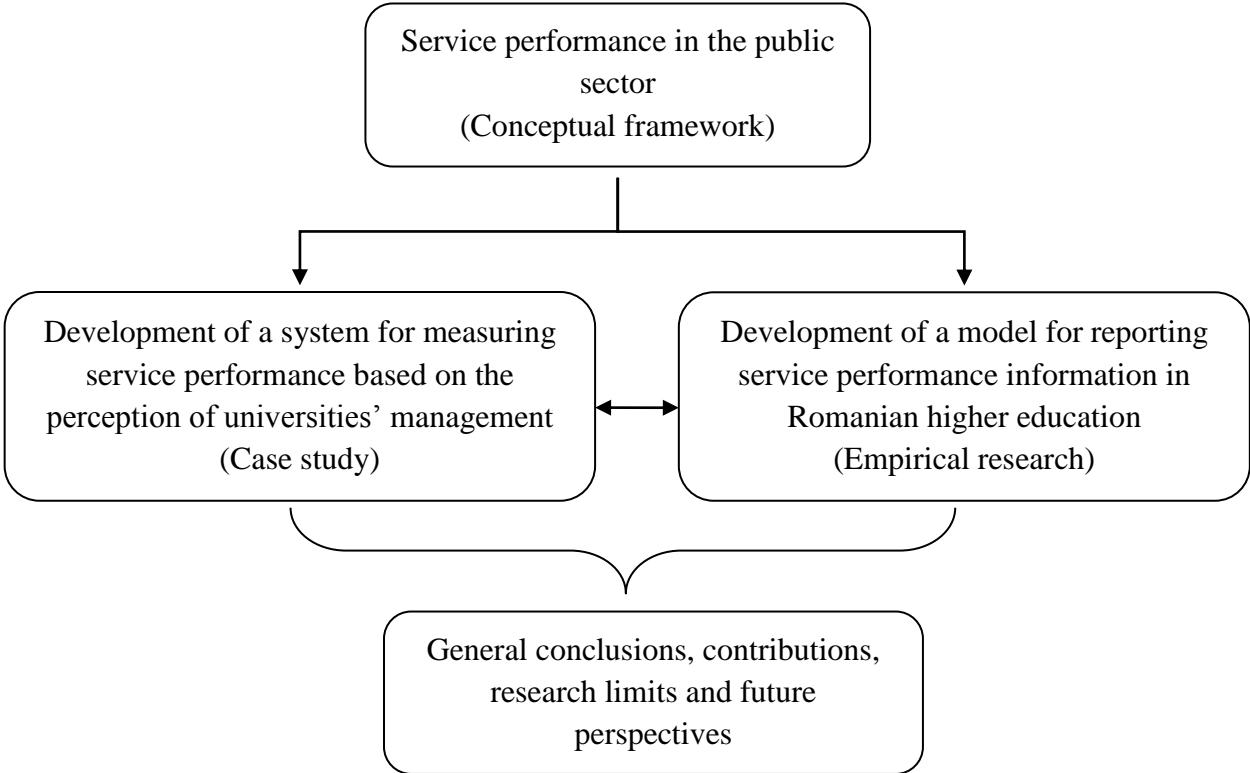 Service performance in the public
sector
(Conceptual framework)
Development of a system for measuring
service performance based on the
perception of universities’ management
(Case study)
Development of a model for reporting
service performance information in
Romanian higher education
(Empirical research)
General conclusions, contributions,
research limits and future
perspectives